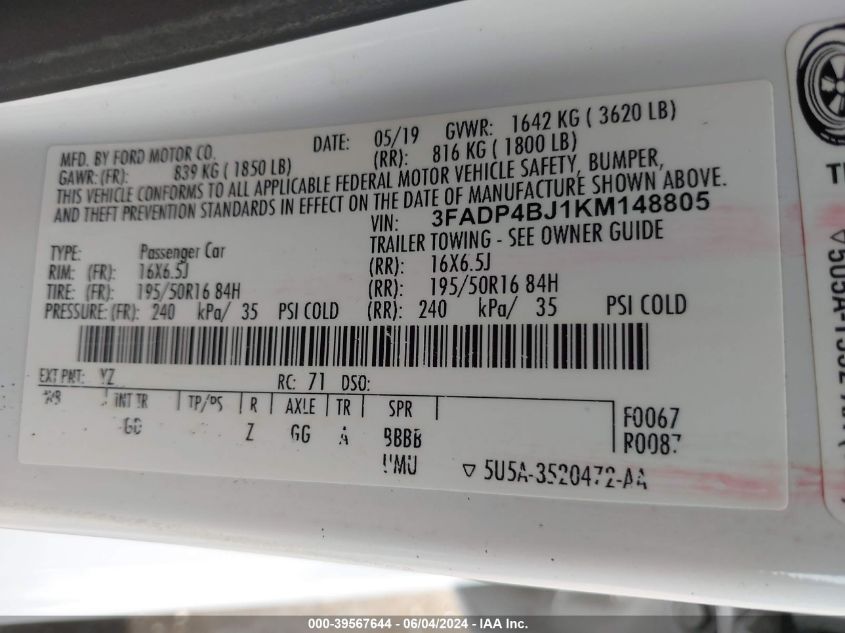 MFD. BY FORD MOTOR CO. DATE: 05/19 GVWR: 1642 KG ( 3620 LB)
GAWR: (FR): 839 KG ( 1850 LB) (RR): 816 KG ( 1800 LB)
THIS VEHICLE CONFORMS TO ALL APPLICABLE FEDERAL MOTOR VEHICLE SAFETY, BUMPER,
AND THEFT PREVENTION STANDARDS IN EFFECT ON THE DATE OF MANUFACTURE SHOWN ABOVE.
VIN: 3FADP4BJ1KM148805
TYPE: Passenger Car TRAILER TOWING - SEE OWNER GUIDE
RIM: (FR): 16X6.5J (RR): 16X6.5J
TIRE: (FR): 195/50R16 84H (RR): 195/50R16 84H
PRESSURE: (FR): 240 kPa/ 35 PSI COLD (RR): 240 kPa/ 35 PSI COLD
EXT PNT: YZ RC: 71 DSO:
WB INT TR TP/PS R AXLE TR SPR F0067
GD Z GG A BBBB R0087
UMU ▽ 5U5A-3520472-AA
000-39567644 - 06/04/2024 - IAA Inc.